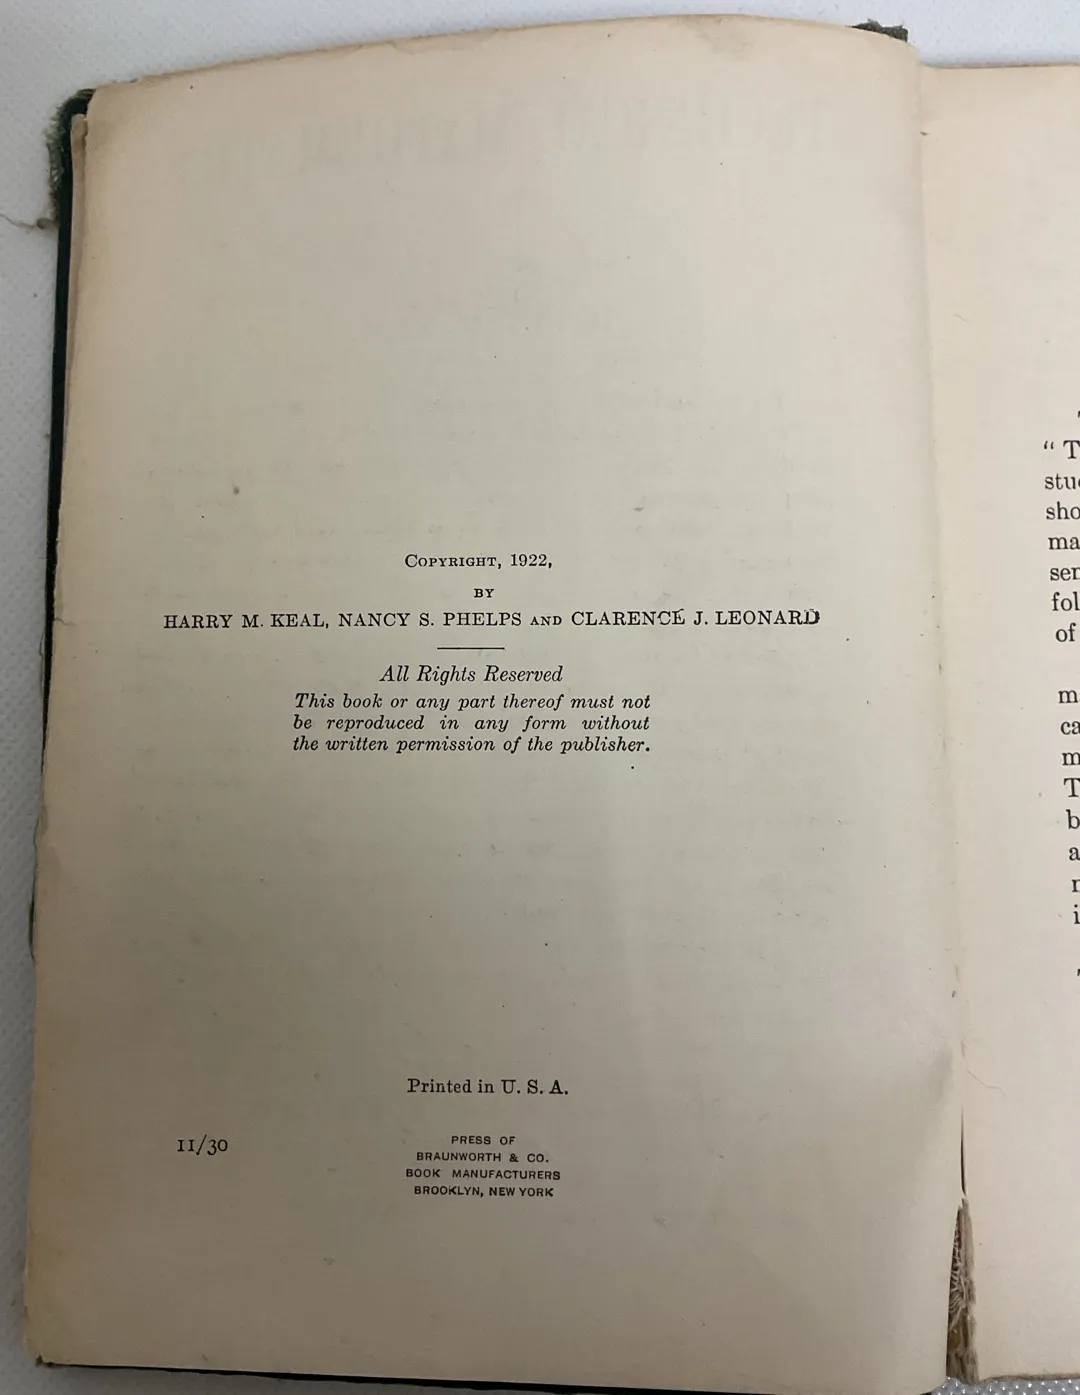 Copyright, 1922,
BY
HARRY M. KEAL, NANCY S. PHELPS AND CLARENCE J. LEONARD
All Rights Reserved
This book or any part thereof must not
be reproduced in any form without
the written permission of the publisher.
Printed in U. S. A.
11/30
PRESS OF
BRAUNWORTH & CO.
BOOK MANUFACTURERS
BROOKLYN, NEW YORK
of